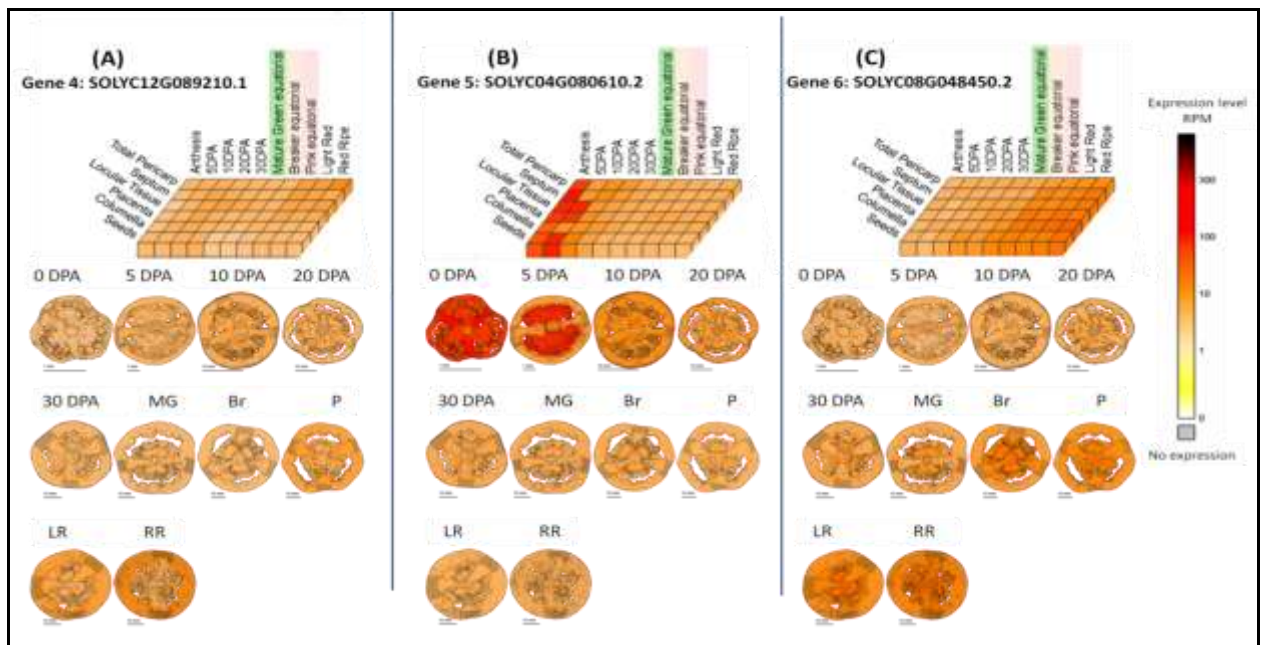 (A)
Gene 4: SOLYC12G089210.1
Total Pericarp
Septum
Locular Tissue
Placenta
Columella
Seeds
Anthesis
5DPA
10DPA
20DPA
30DPA
Mature Green equatorial
Breaker equatorial
Pink equatorial
Light Red
Red Ripe
0 DPA 5 DPA 10 DPA 20 DPA
30 DPA MG Br P
LR RR
(B)
Gene 5: SOLYC04G080610.2
Total Pericarp
Septum
Locular Tissue
Placenta
Columella
Seeds
Anthesis
5DPA
10DPA
20DPA
30DPA
Mature Green equatorial
Breaker equatorial
Pink equatorial
Light Red
Red Ripe
0 DPA 5 DPA 10 DPA 20 DPA
30 DPA MG Br P
LR RR
(C)
Gene 6: SOLYC08G048450.2
Total Pericarp
Septum
Locular Tissue
Placenta
Columella
Seeds
Anthesis
5DPA
10DPA
20DPA
30DPA
Mature Green equatorial
Breaker equatorial
Pink equatorial
Light Red
Red Ripe
0 DPA 5 DPA 10 DPA 20 DPA
30 DPA MG Br P
LR RR
Expression level
RPM
300
100
10
1
0
No expression